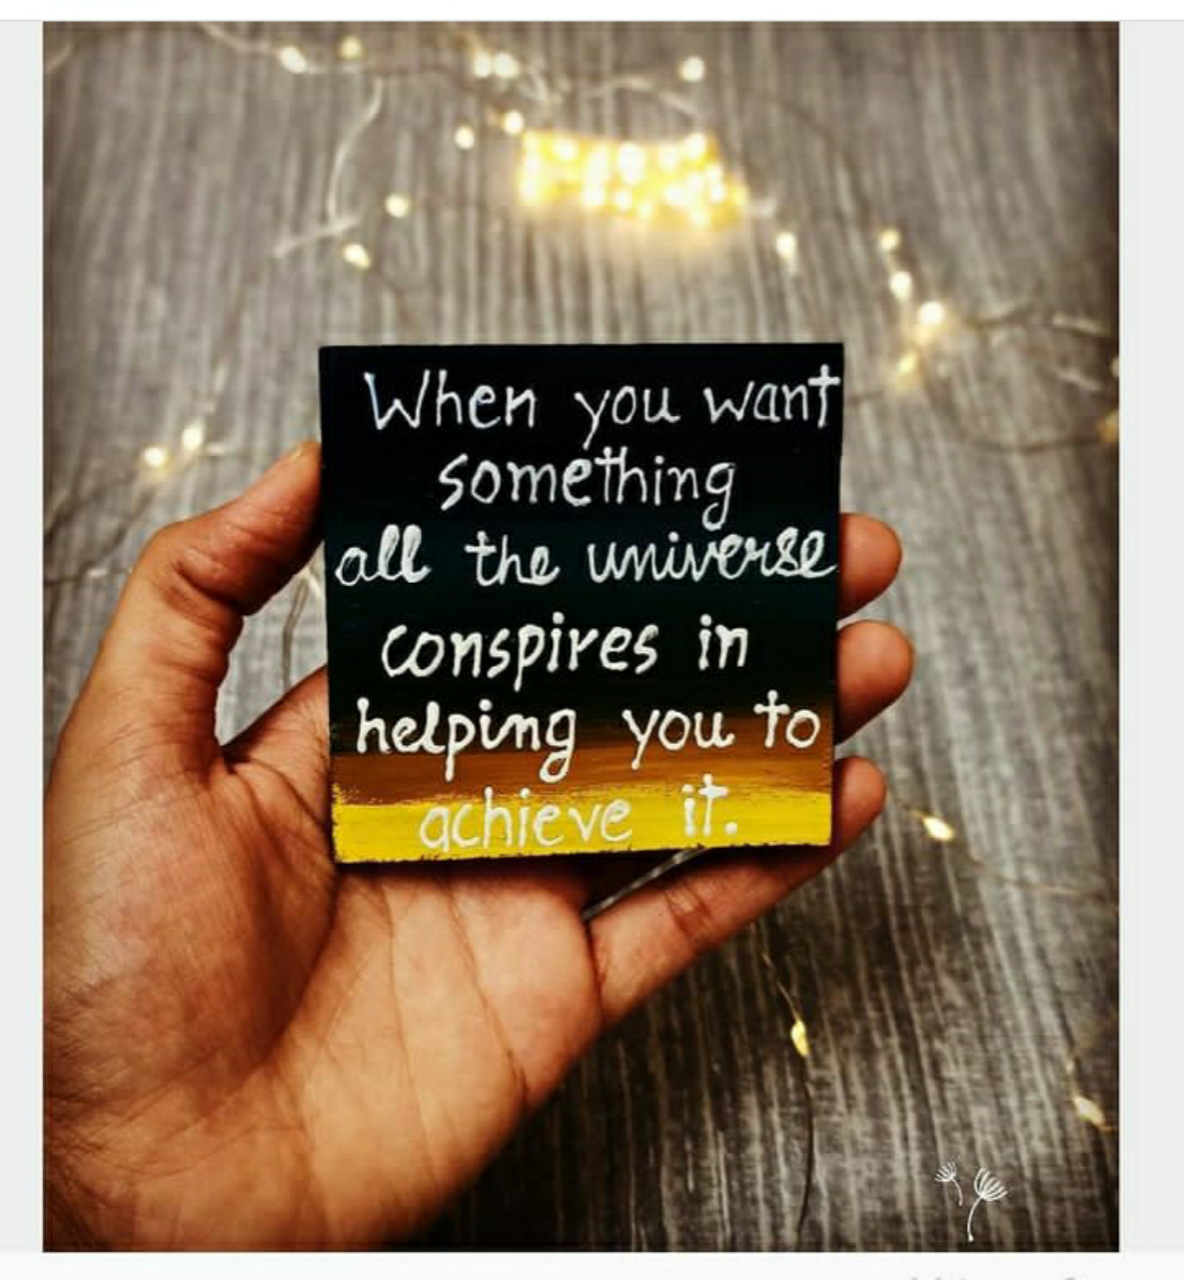 When you want
something
all the universe
conspires in
helping you to
achieve it.